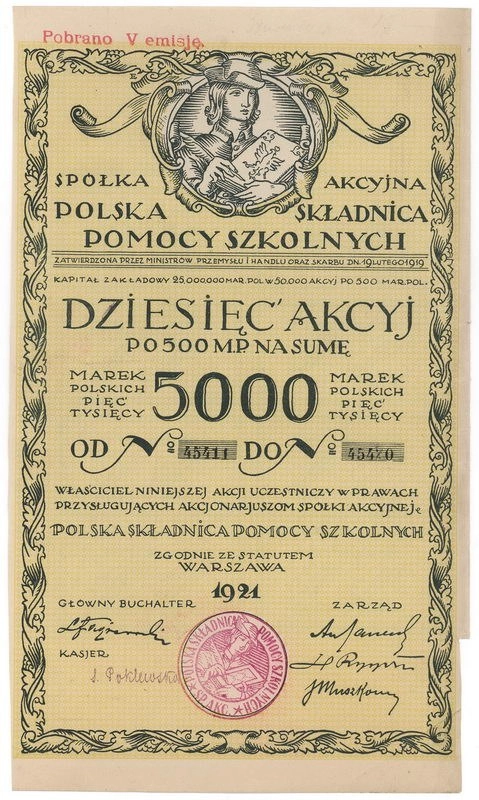 Pobrano V emisję.
SPÓŁKA AKCYJNA
POLSKA SKŁADNICA
POMOCY SZKOLNYCH
ZATWIERDZONA PRZEZ MINISTRÓW PRZEMYSŁU I HANDLU ORAZ SKARBU DN. 19 LUTEGO 1919
KAPITAŁ ZAKŁADOWY 25.000.000 MAR. POL. W 50.000 AKCYJ PO 500 MAR. POL.
DZIESIĘĆ AKCYJ
PO 500 M.P. NA SUMĘ
MAREK POLSKICH PIĘĆ TYSIĘCY
5000
MAREK POLSKICH PIĘĆ TYSIĘCY
OD No 45411 DO No 45420
WŁAŚCICIEL NINIEJSZEJ AKCJI UCZESTNICZY W PRAWACH
PRZYSŁUGUJĄCYCH AKCJONARJUSZOM SPÓŁKI AKCYJNEJ
POLSKA SKŁADNICA POMOCY SZKOLNYCH
ZGODNIE ZE STATUTEM
WARSZAWA
1921
GŁÓWNY BUCHALTER
ZARZĄD
KASJER
POLSKA SKŁADNICA POMOCY SZKOLNYCH
SP. AKC.